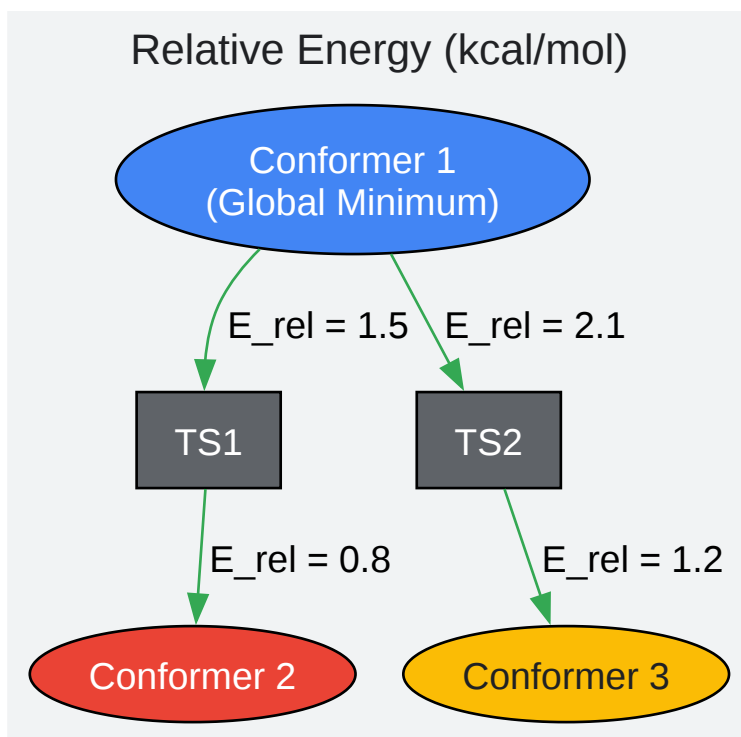 Relative Energy (kcal/mol)
Conformer 1
(Global Minimum)
E_rel = 1.5
E_rel = 2.1
TS1
TS2
E_rel = 0.8
E_rel = 1.2
Conformer 2
Conformer 3